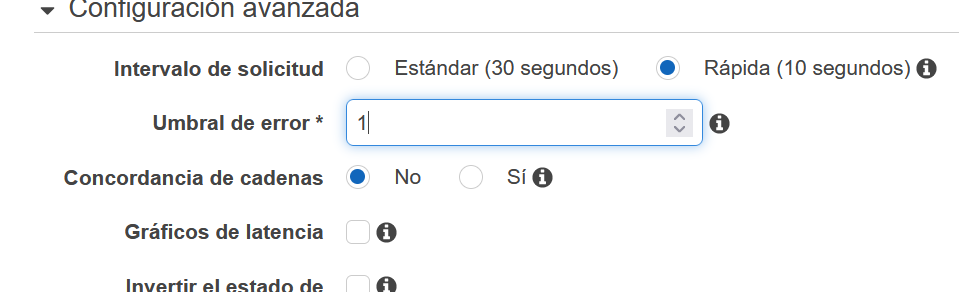 Configuración avanzada
Intervalo de solicitud Estándar (30 segundos) Rápida (10 segundos)
Umbral de error * 1
Concordancia de cadenas No Sí
Gráficos de latencia
Invertir el estado de